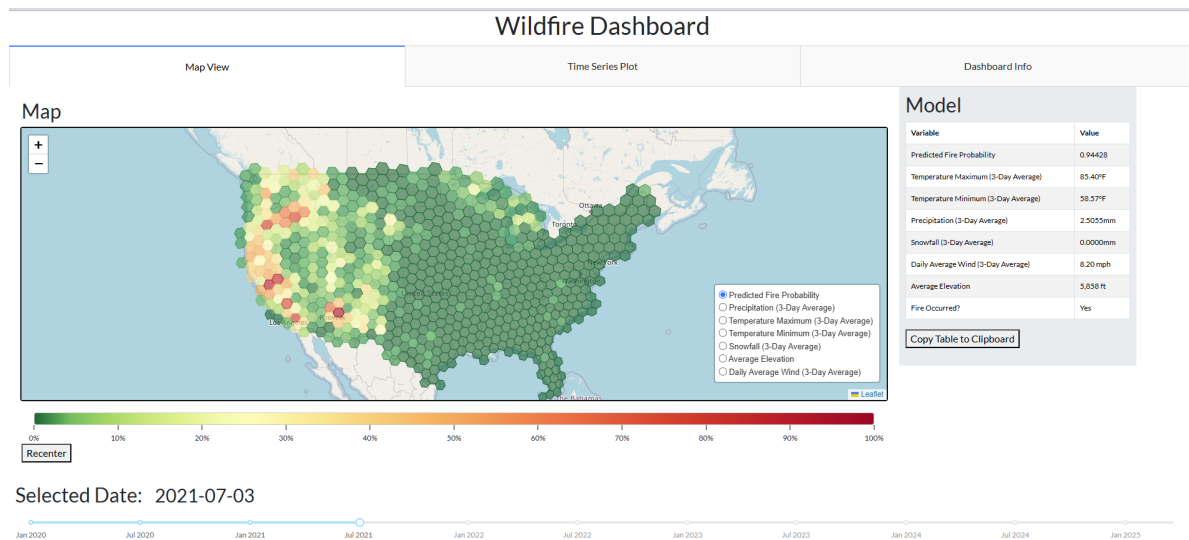 Wildfire Dashboard
Map View
Time Series Plot
Dashboard Info
Map
+
−
Ottawa
Toronto
New York
Washington
Los Angeles
Phoenix
The Bahamas
Predicted Fire Probability
Precipitation (3-Day Average)
Temperature Maximum (3-Day Average)
Temperature Minimum (3-Day Average)
Snowfall (3-Day Average)
Average Elevation
Daily Average Wind (3-Day Average)
Leaflet
0% 10% 20% 30% 40% 50% 60% 70% 80% 90% 100%
Recenter
Model
Variable Value
Predicted Fire Probability 0.94428
Temperature Maximum (3-Day Average) 85.40°F
Temperature Minimum (3-Day Average) 58.57°F
Precipitation (3-Day Average) 2.5055mm
Snowfall (3-Day Average) 0.0000mm
Daily Average Wind (3-Day Average) 8.20 mph
Average Elevation 5,858 ft
Fire Occurred? Yes
Copy Table to Clipboard
Selected Date: 2021-07-03
Jan 2020 Jul 2020 Jan 2021 Jul 2021 Jan 2022 Jul 2022 Jan 2023 Jul 2023 Jan 2024 Jul 2024 Jan 2025